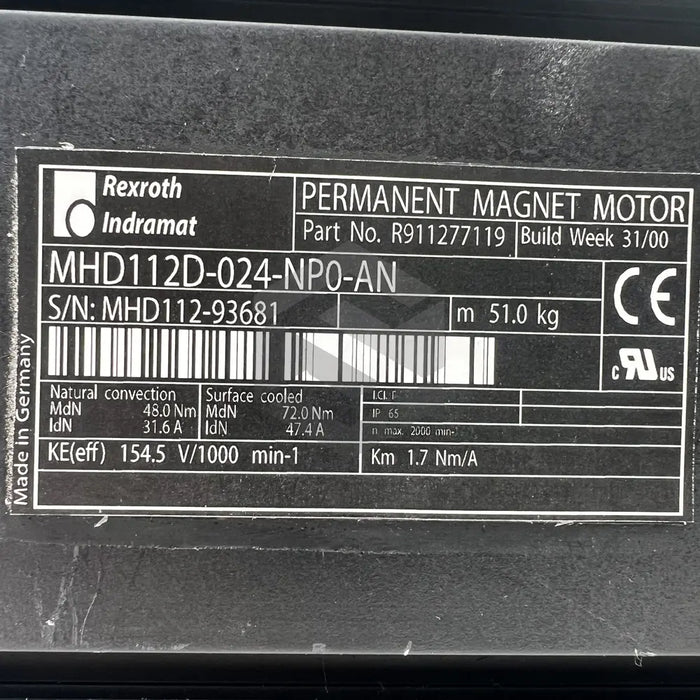 Rexroth
Indramat
PERMANENT MAGNET MOTOR
Part No. R911277119
Build Week 31/00
MHD112D-024-NP0-AN
S/N: MHD112-93681
m 51.0 kg
CE
c RU US
Made in Germany
Natural convection
MdN 48.0 Nm
IdN 31.6 A
Surface cooled
MdN 72.0 Nm
IdN 47.4 A
I.Cl. F
IP 65
n max. 2000 min-1
KE(eff) 154.5 V/1000 min-1
Km 1.7 Nm/A